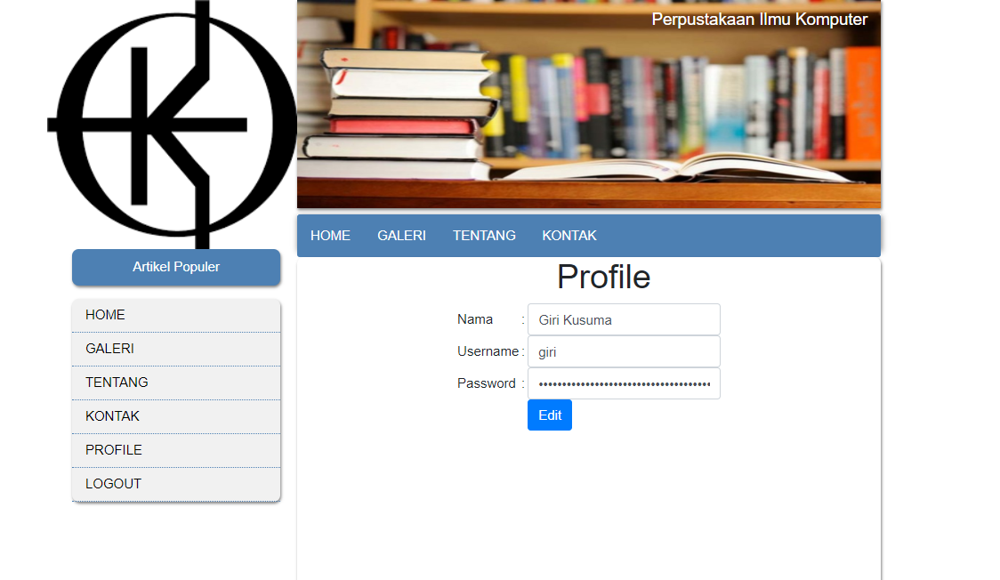 Perpustakaan Ilmu Komputer
HOME GALERI TENTANG KONTAK
Artikel Populer
HOME
GALERI
TENTANG
KONTAK
PROFILE
LOGOUT
Profile
Nama : Giri Kusuma
Username : giri
Password : ••••••••••••••••••••••••••••••••••••••
Edit